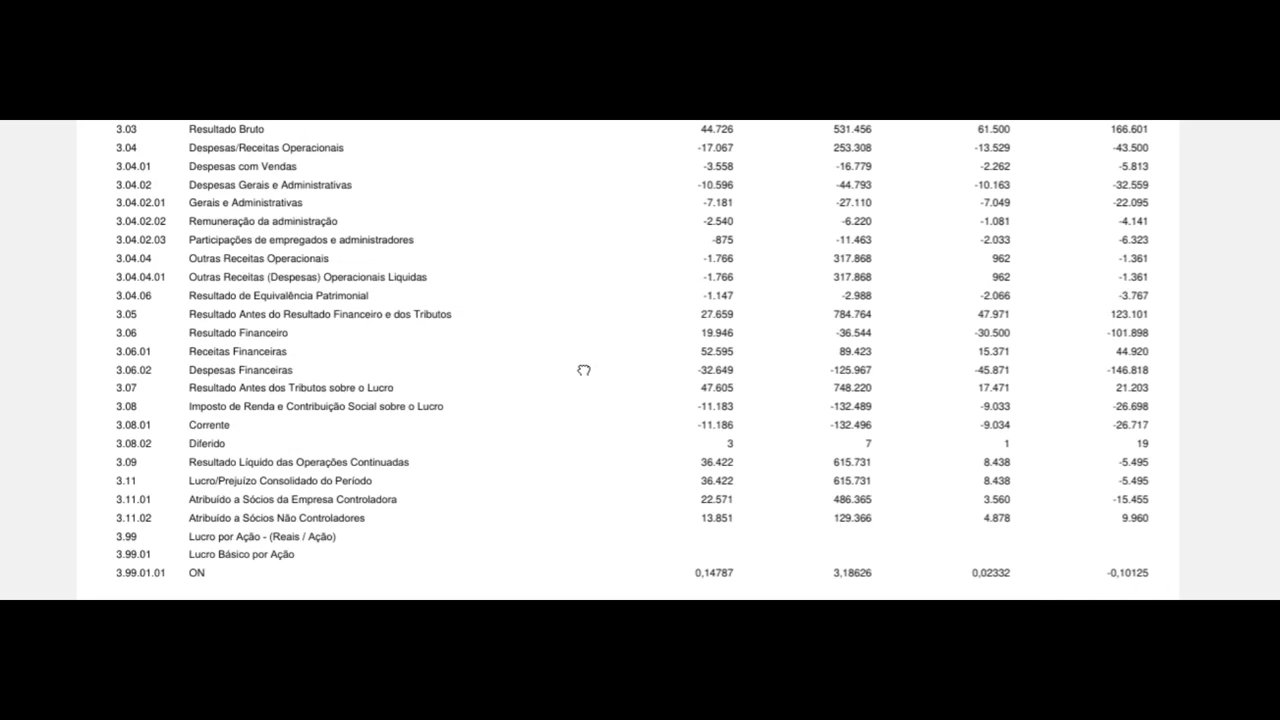 3.03 Resultado Bruto 44.726 531.456 61.500 166.601
3.04 Despesas/Receitas Operacionais -17.067 253.308 -13.529 -43.500
3.04.01 Despesas com Vendas -3.558 -16.779 -2.262 -5.813
3.04.02 Despesas Gerais e Administrativas -10.596 -44.793 -10.163 -32.559
3.04.02.01 Gerais e Administrativas -7.181 -27.110 -7.049 -22.095
3.04.02.02 Remuneração da administração -2.540 -6.220 -1.081 -4.141
3.04.02.03 Participações de empregados e administradores -875 -11.463 -2.033 -6.323
3.04.04 Outras Receitas Operacionais -1.766 317.868 962 -1.361
3.04.04.01 Outras Receitas (Despesas) Operacionais Liquidas -1.766 317.868 962 -1.361
3.04.06 Resultado de Equivalência Patrimonial -1.147 -2.988 -2.066 -3.767
3.05 Resultado Antes do Resultado Financeiro e dos Tributos 27.659 784.764 47.971 123.101
3.06 Resultado Financeiro 19.946 -36.544 -30.500 -101.898
3.06.01 Receitas Financeiras 52.595 89.423 15.371 44.920
3.06.02 Despesas Financeiras -32.649 -125.967 -45.871 -146.818
3.07 Resultado Antes dos Tributos sobre o Lucro 47.605 748.220 17.471 21.203
3.08 Imposto de Renda e Contribuição Social sobre o Lucro -11.183 -132.489 -9.033 -26.698
3.08.01 Corrente -11.186 -132.496 -9.034 -26.717
3.08.02 Diferido 3 7 1 19
3.09 Resultado Líquido das Operações Continuadas 36.422 615.731 8.438 -5.495
3.11 Lucro/Prejuízo Consolidado do Período 36.422 615.731 8.438 -5.495
3.11.01 Atribuído a Sócios da Empresa Controladora 22.571 486.365 3.560 -15.455
3.11.02 Atribuído a Sócios Não Controladores 13.851 129.366 4.878 9.960
3.99 Lucro por Ação - (Reais / Ação)
3.99.01 Lucro Básico por Ação
3.99.01.01 ON 0,14787 3,18626 0,02332 -0,10125